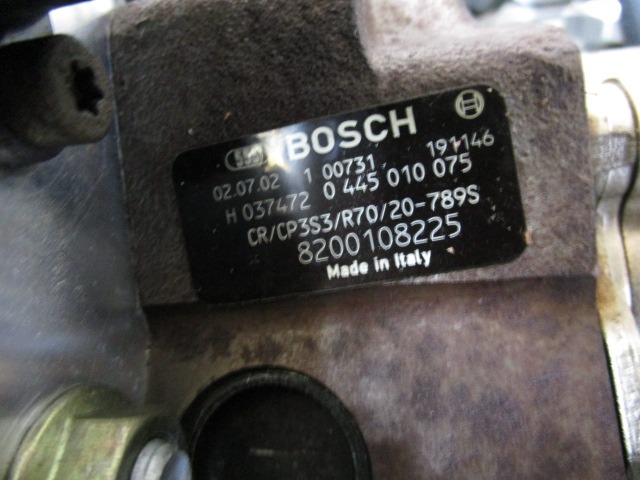 BOSCH
02.07.02 1 00731 191146
H 037472 0 445 010 075
CR/CP3S3/R70/20-789S
8200108225
Made in Italy